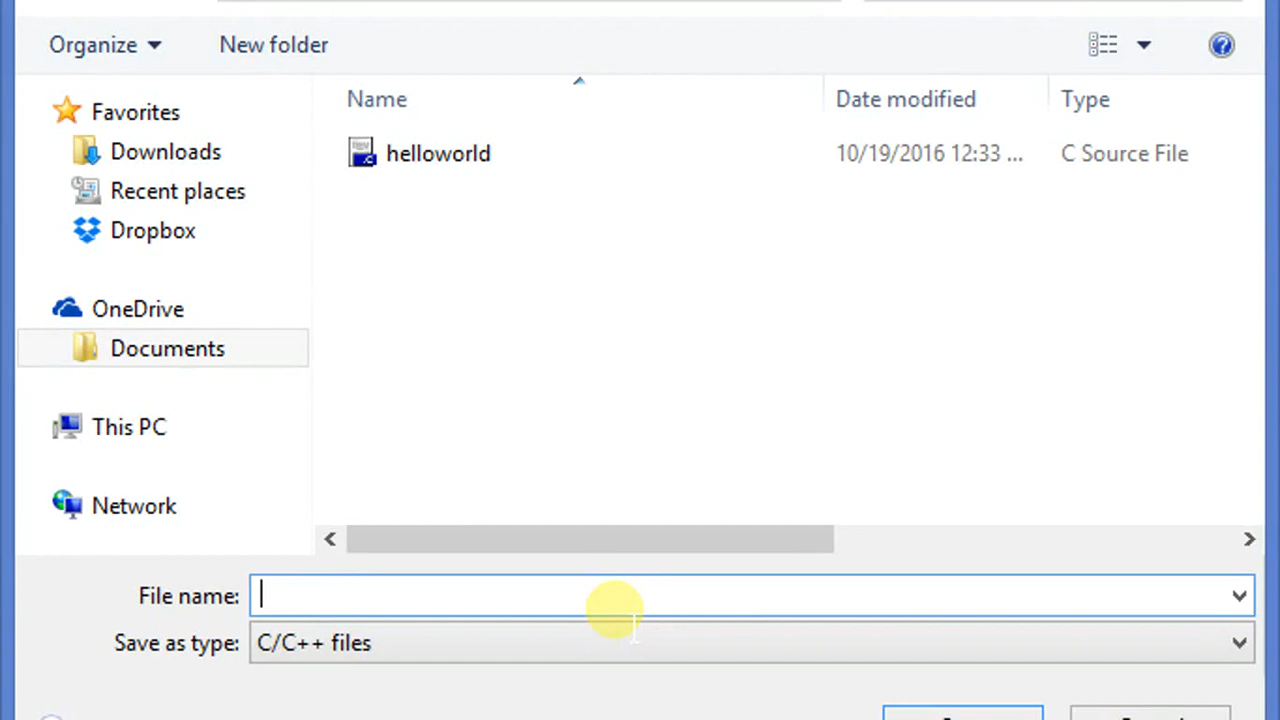 Organize New folder
Name Date modified Type
Favorites
Downloads
Recent places
Dropbox
OneDrive
Documents
This PC
Network
helloworld 10/19/2016 12:33 ... C Source File
File name:
Save as type: C/C++ files